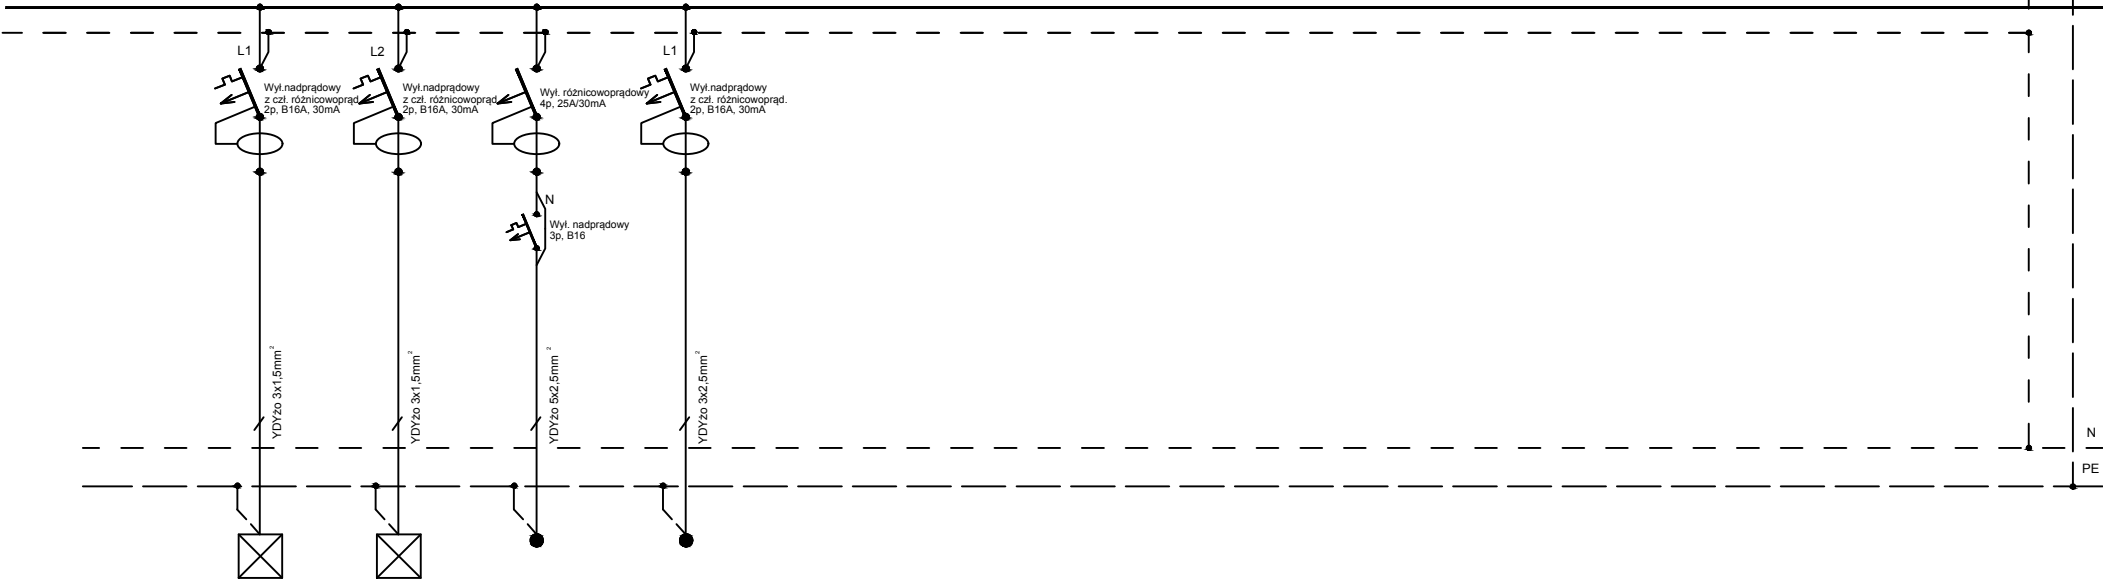 L1
L2
L1
Wył.nadprądowy
z czł. różnicowoprąd.
2p, B16A, 30mA
Wył.nadprądowy
z czł. różnicowoprąd.
2p, B16A, 30mA
Wył. różnicowoprądowy
4p, 25A/30mA
Wył.nadprądowy
z czł. różnicowoprąd.
2p, B16A, 30mA
N
Wył. nadprądowy
3p, B16
YDYżo 3x1,5mm²
YDYżo 3x1,5mm²
YDYżo 5x2,5mm²
YDYżo 3x2,5mm²
N
PE